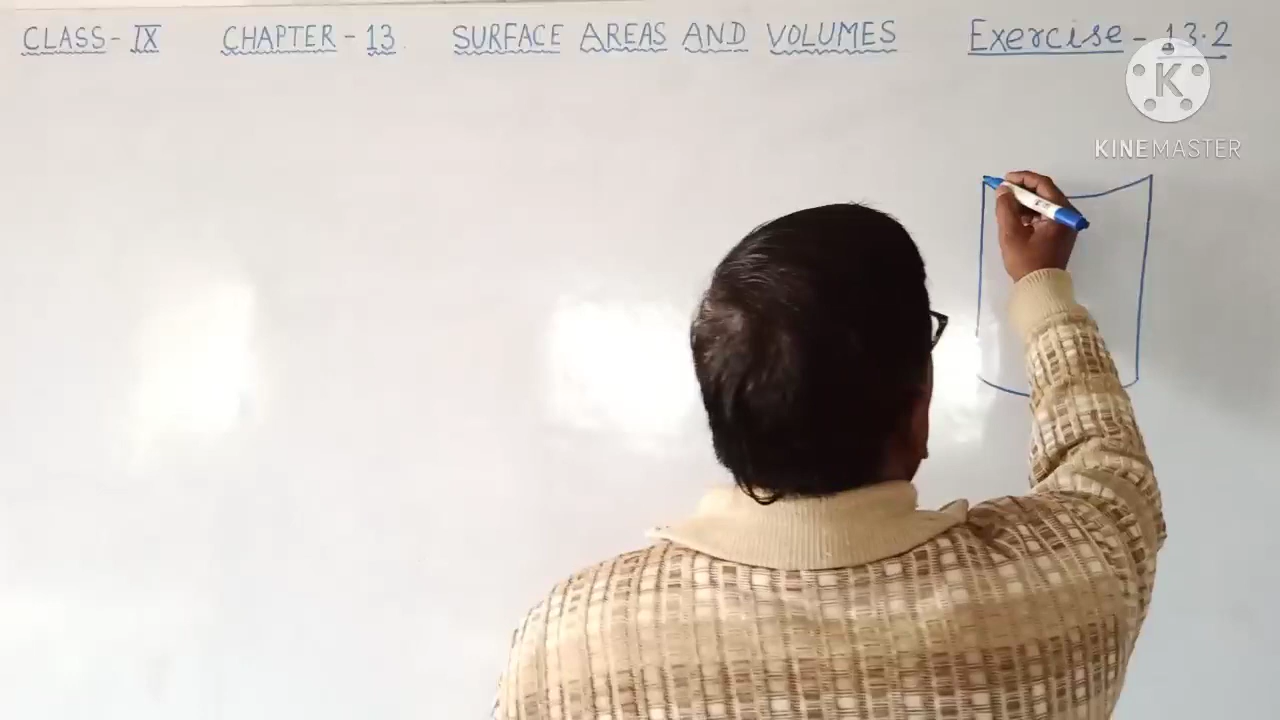 CLASS-IX CHAPTER-13 SURFACE AREAS AND VOLUMES Exercise-13.2
K
KINEMASTER